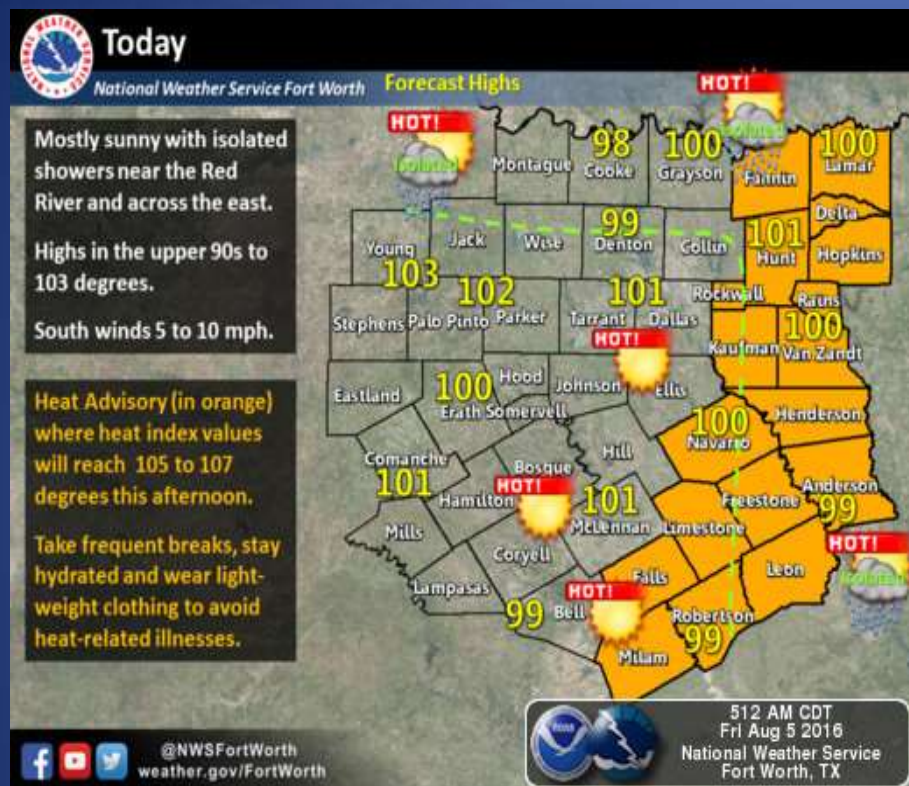 NATIONAL WEATHER SERVICE
Today
National Weather Service Fort Worth
Forecast Highs
Mostly sunny with isolated
showers near the Red
River and across the east.
Highs in the upper 90s to
103 degrees.
South winds 5 to 10 mph.
Heat Advisory (in orange)
where heat index values
will reach 105 to 107
degrees this afternoon.
Take frequent breaks, stay
hydrated and wear light-
weight clothing to avoid
heat-related illnesses.
HOT!
Isolated
HOT!
Isolated
98
100
100
Montague
Cooke
Grayson
Fannin
Lamar
99
101
Delta
Young
Jack
Wise
Denton
Collin
Hunt
Hopkins
103
102
101
Rockwall
Rains
Stephens
Palo Pinto
Parker
Tarrant
Dallas
100
HOT!
Kaufman
Van Zandt
Eastland
100
Hood
Johnson
Ellis
Erath
Somervell
100
Henderson
Navarro
Comanche
Bosque
Hill
101
Hamilton
HOT!
101
Freestone
Anderson
99
Mills
McLennan
Limestone
Coryell
HOT!
Isolated
Lampasas
Falls
Leon
HOT!
99
Bell
Robertson
99
Milam
@NWSFortWorth
weather.gov/FortWorth
NOAA
512 AM CDT
Fri Aug 5 2016
National Weather Service
Fort Worth, TX